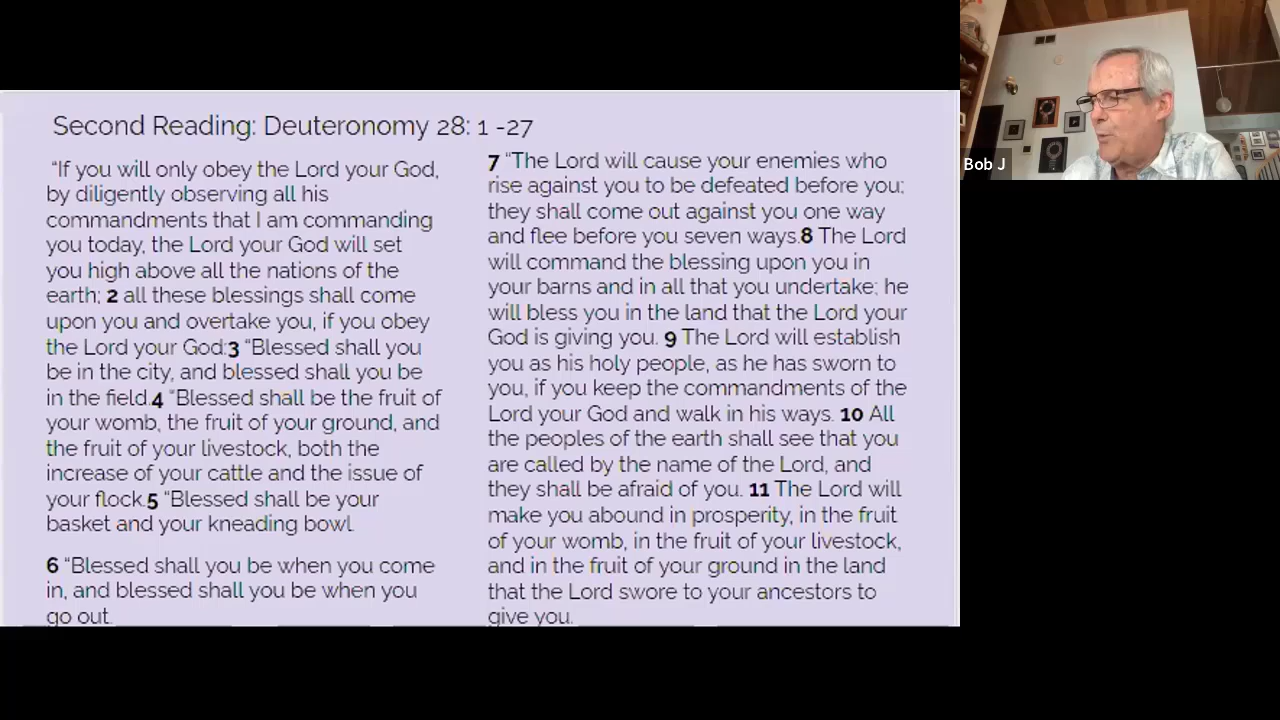 Second Reading: Deuteronomy 28: 1 -27
“If you will only obey the Lord your God,
by diligently observing all his
commandments that I am commanding
you today, the Lord your God will set
you high above all the nations of the
earth; 2 all these blessings shall come
upon you and overtake you, if you obey
the Lord your God:3 “Blessed shall you
be in the city, and blessed shall you be
in the field.4 “Blessed shall be the fruit of
your womb, the fruit of your ground, and
the fruit of your livestock, both the
increase of your cattle and the issue of
your flock.5 “Blessed shall be your
basket and your kneading bowl.
6 “Blessed shall you be when you come
in, and blessed shall you be when you
go out.
7 “The Lord will cause your enemies who
rise against you to be defeated before you;
they shall come out against you one way
and flee before you seven ways.8 The Lord
will command the blessing upon you in
your barns and in all that you undertake; he
will bless you in the land that the Lord your
God is giving you. 9 The Lord will establish
you as his holy people, as he has sworn to
you, if you keep the commandments of the
Lord your God and walk in his ways. 10 All
the peoples of the earth shall see that you
are called by the name of the Lord, and
they shall be afraid of you. 11 The Lord will
make you abound in prosperity, in the fruit
of your womb, in the fruit of your livestock,
and in the fruit of your ground in the land
that the Lord swore to your ancestors to
give you.
Bob J